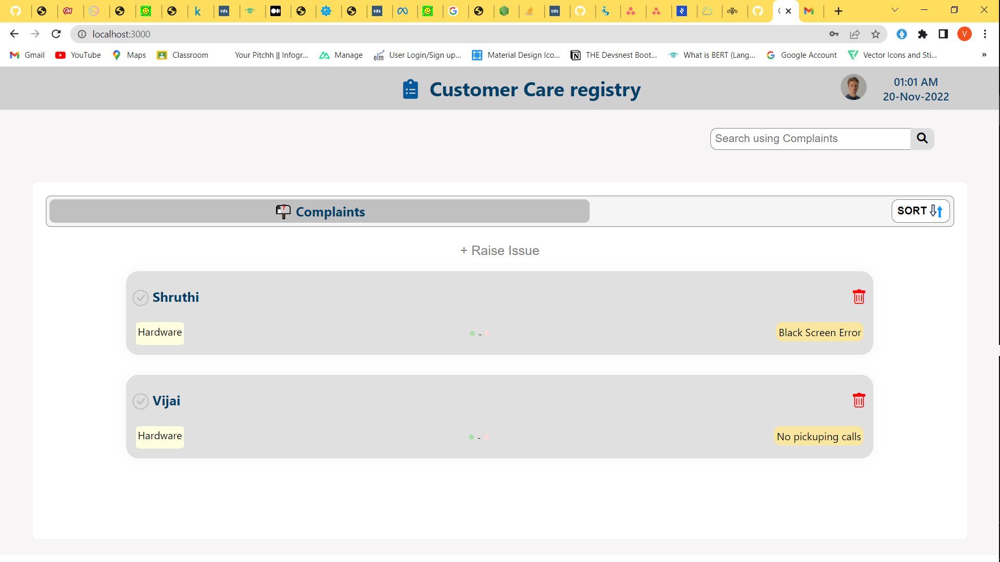 localhost:3000
V
Gmail
YouTube
Maps
Classroom
Your Pitchh || Infogr...
Manage
User Login/Sign up...
Material Design Ico...
THE Devsnest Boot...
What is BERT (Lang...
Google Account
Vector Icons and Sti...
»
Customer Care registry
01:01 AM
20-Nov-2022
Search using Complaints
Complaints
SORT
+ Raise Issue
Shruthi
Hardware
-
Black Screen Error
Vijai
Hardware
-
No pickuping calls